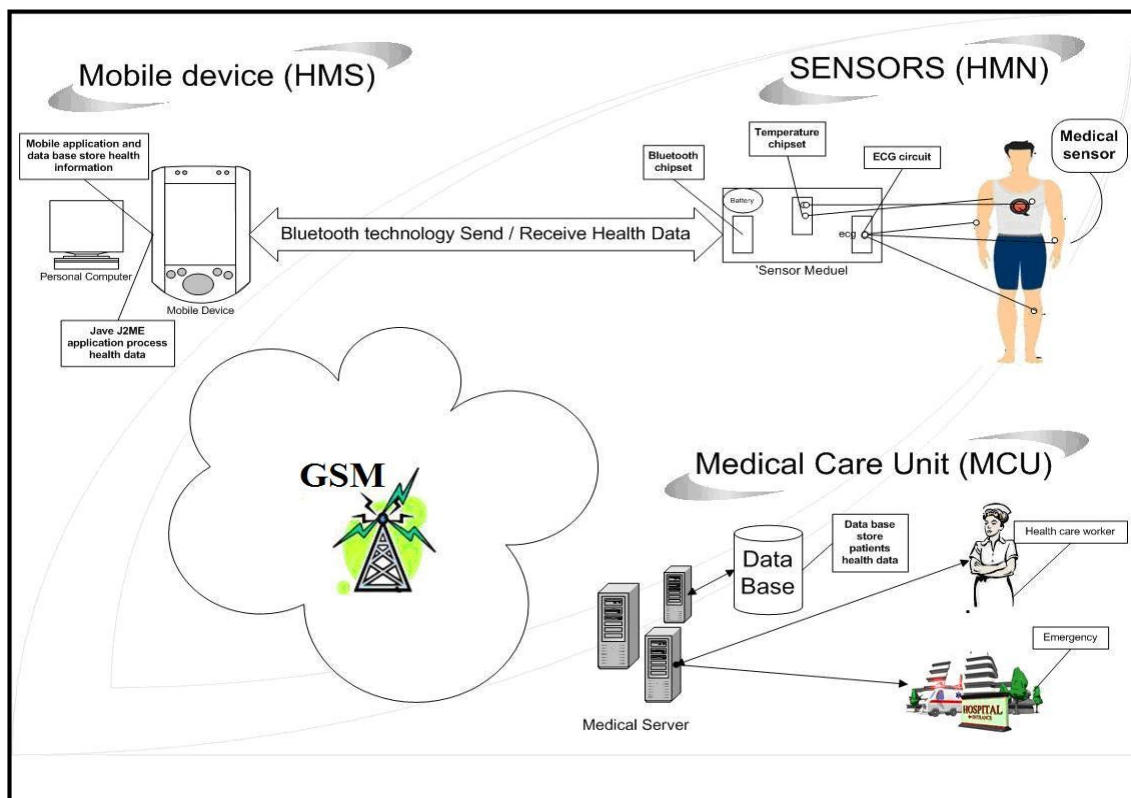 Mobile device (HMS)
SENSORS (HMN)
Mobile application and
data base store health
information
Personal Computer
Mobile Device
Jave J2ME
application process
health data
Bluetooth technology Send / Receive Health Data
Bluetooth
chipset
Temperature
chipset
ECG circuit
Medical
sensor
Battery
ecg
'Sensor Meduel
Q
GSM
Medical Care Unit (MCU)
Data
Base
Data base
store
patients
health data
Health care worker
Emergency
HOSPITAL
ENTRANCE
Medical Server